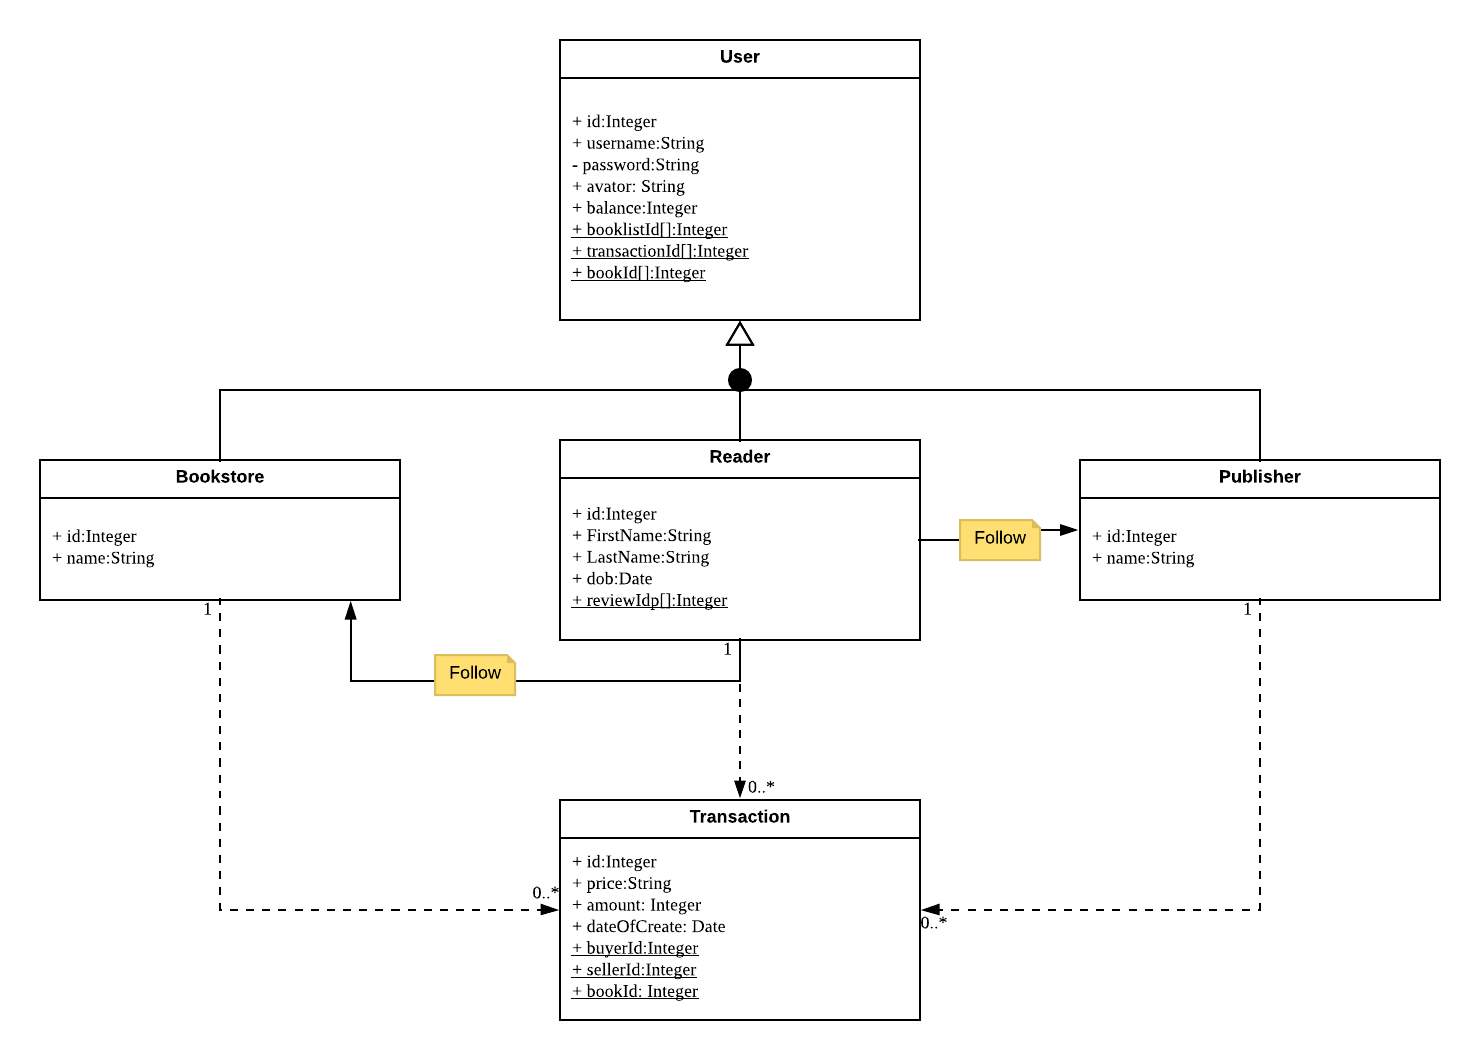 User
+ id:Integer
+ username:String
- password:String
+ avator: String
+ balance:Integer
+ booklistId[]:Integer
+ transactionId[]:Integer
+ bookId[]:Integer
Bookstore
+ id:Integer
+ name:String
1
Reader
+ id:Integer
+ FirstName:String
+ LastName:String
+ dob:Date
+ reviewIdp[]:Integer
1
Follow
Publisher
+ id:Integer
+ name:String
1
Follow
0..*
Transaction
+ id:Integer
+ price:String
+ amount: Integer
+ dateOfCreate: Date
+ buyerId:Integer
+ sellerId:Integer
+ bookId: Integer
0..*
0..*